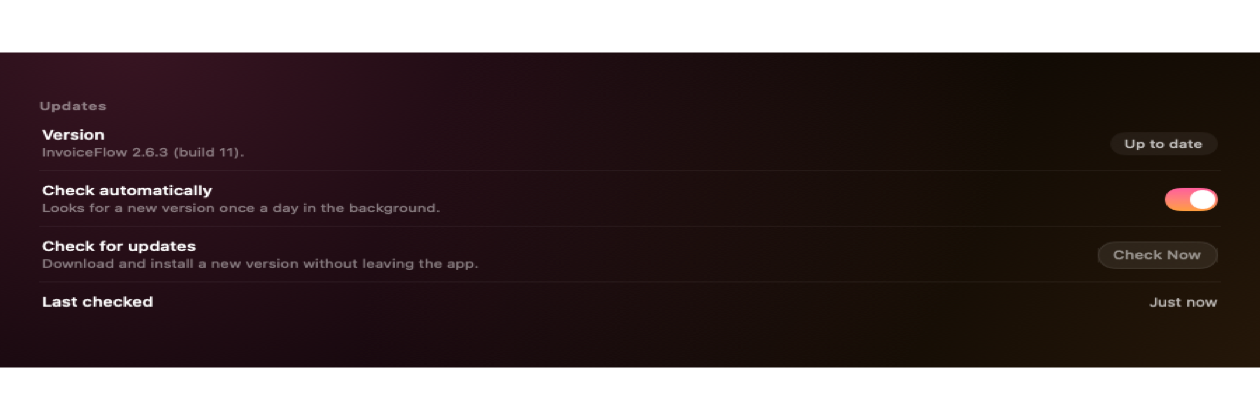 Updates
Version
InvoiceFlow 2.6.3 (build 11).
Up to date
Check automatically
Looks for a new version once a day in the background.
Check for updates
Download and install a new version without leaving the app.
Check Now
Last checked
Just now